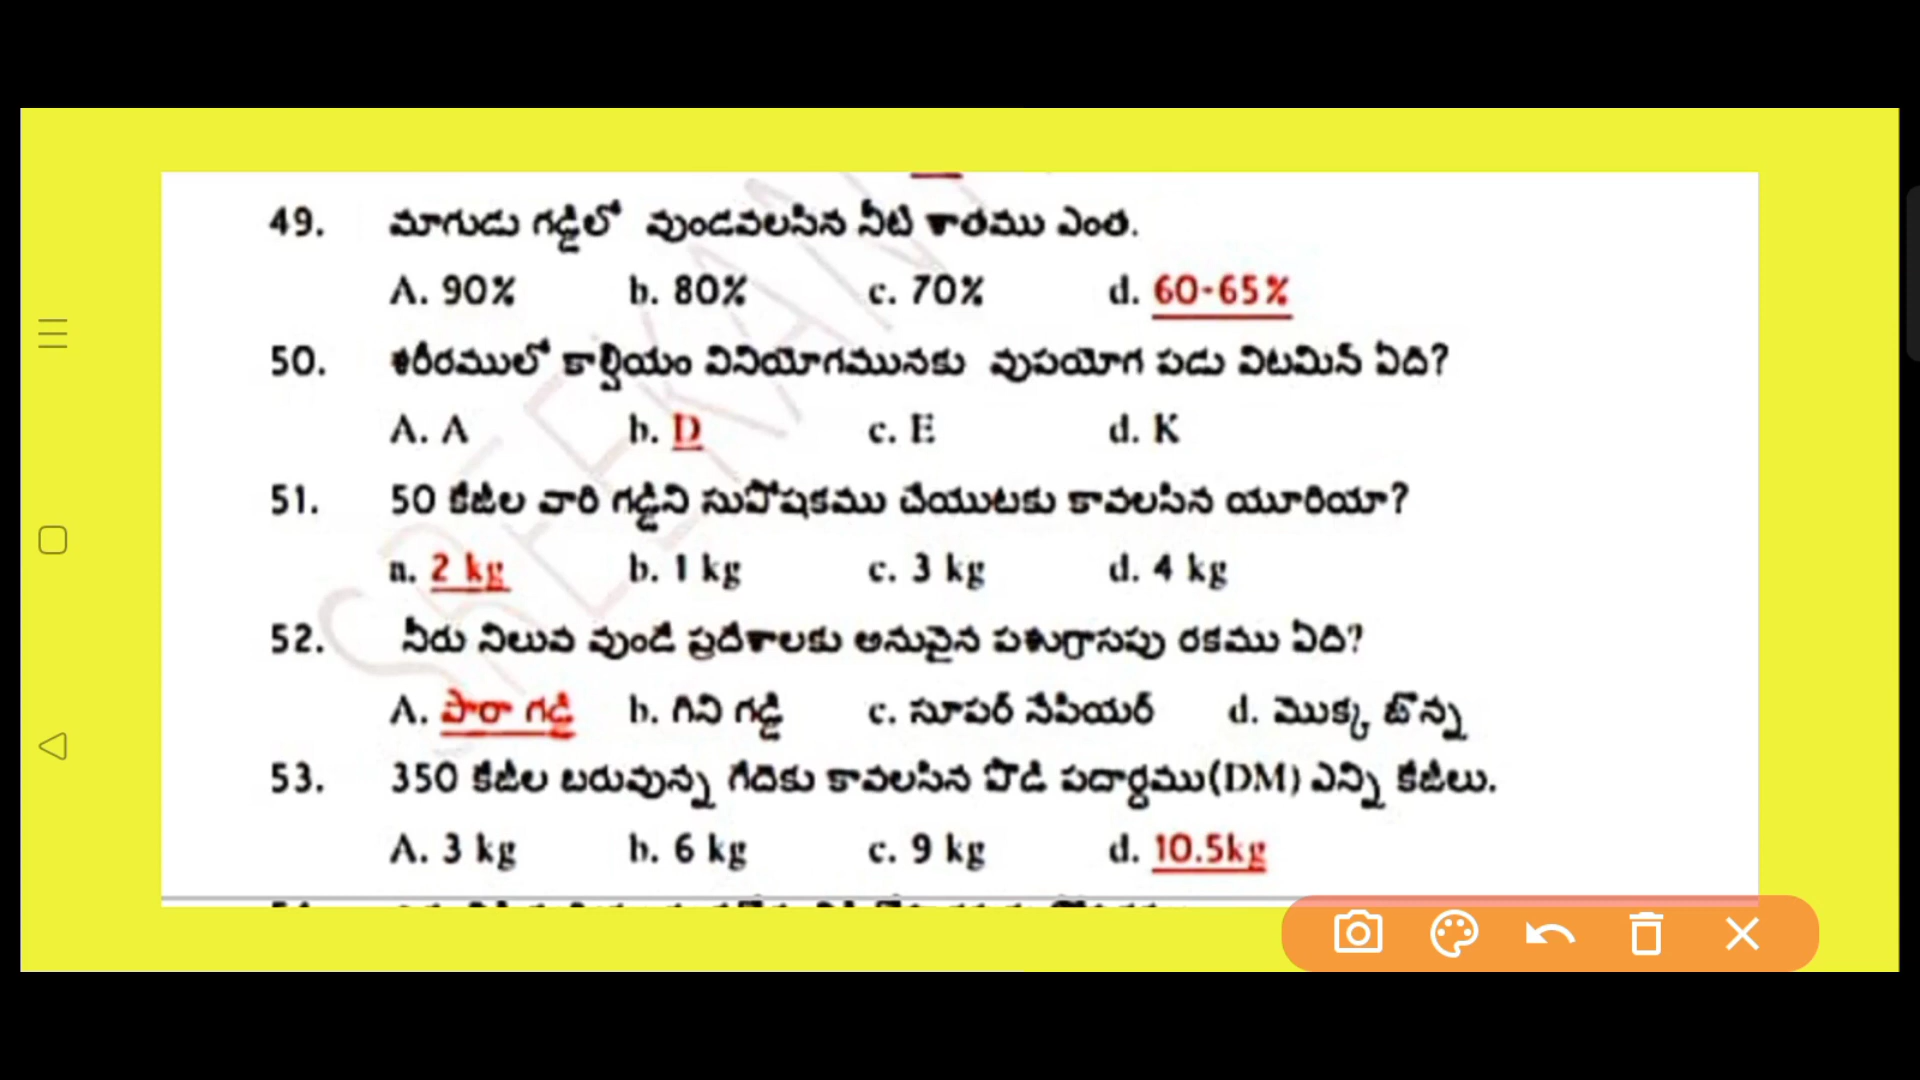 49. మాగుడు గడ్డిలో వుండవలసిన నీటి శాతము ఎంత.
A. 90% b. 80% c. 70% d. 60-65%
50. శరీరములో కాల్షియం వినియోగమునకు వుపయోగ పడు విటమిన్ ఏది?
A. A b. D c. E d. K
51. 50 కేజీల వారి గడ్డిని సుపోషకము చేయుటకు కావలసిన యూరియా?
a. 2 kg b. 1 kg c. 3 kg d. 4 kg
52. నీరు నిలువ వుండే ప్రదేశాలకు అనువైన పశుగ్రాసపు రకము ఏది?
A. పారా గడ్డి b. గిని గడ్డి c. సూపర్ నేపియర్ d. మొక్క జొన్న
53. 350 కేజీల బరువున్న గేదెకు కావలసిన పొడి పదార్థము(DM) ఎన్ని కేజీలు.
A. 3 kg b. 6 kg c. 9 kg d. 10.5kg